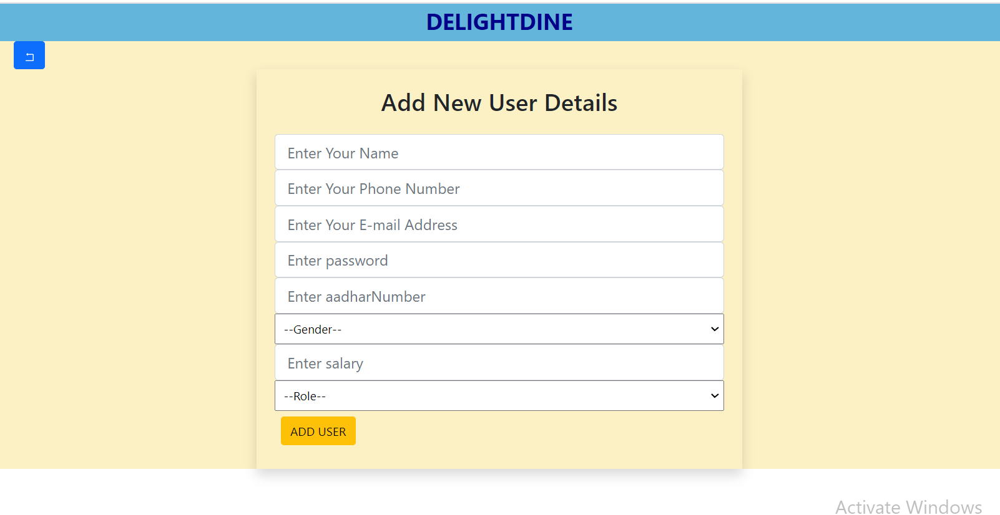 DELIGHTDINE
Add New User Details
Enter Your Name
Enter Your Phone Number
Enter Your E-mail Address
Enter password
Enter aadharNumber
--Gender--
Enter salary
--Role--
ADD USER
Activate Windows